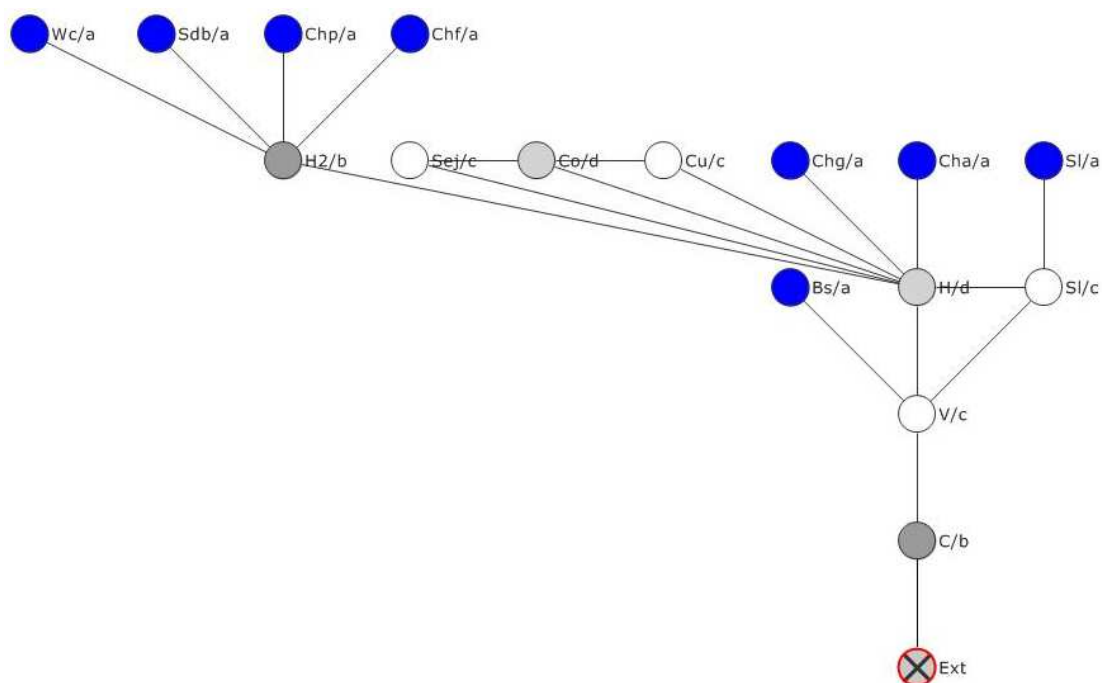 Wc/a Sdb/a Chp/a Chf/a
H2/b Sej/c Co/d Cu/c Chg/a Cha/a Sl/a
Bs/a H/d Sl/c
V/c
C/b
Ext